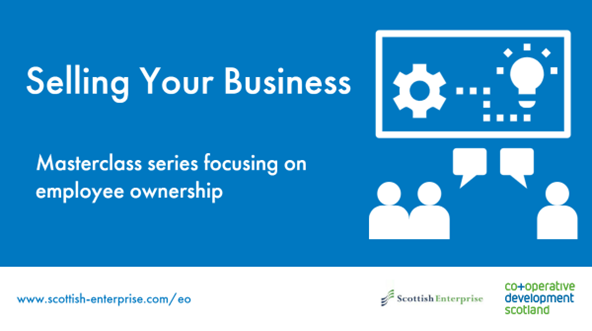 Selling Your Business
Masterclass series focusing on
employee ownership
www.scottish-enterprise.com/eo
Scottish Enterprise
co+operative
development
scotland